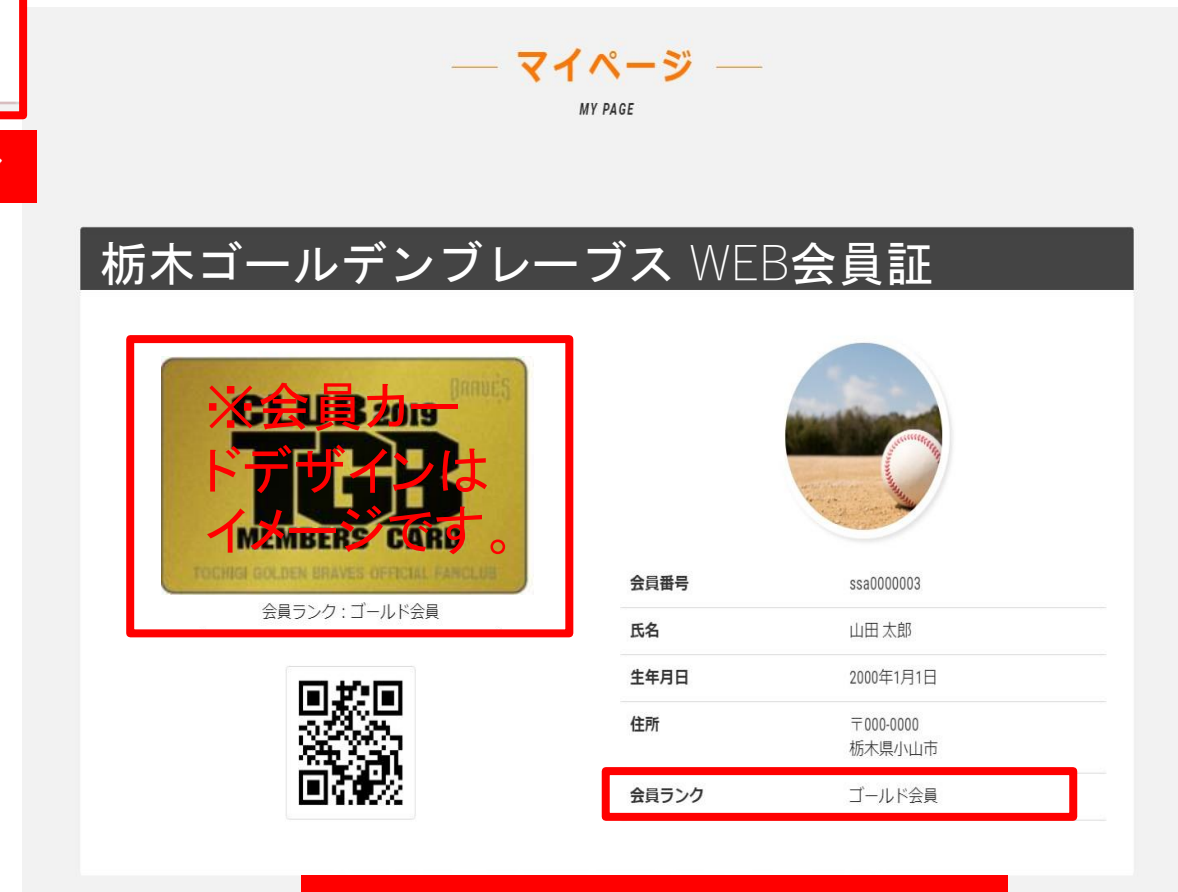 マイページ
MY PAGE
栃木ゴールデンブレーブス WEB会員証
BRAVES
CLUB 2019
TGB
MEMBERS CARD
TOCHIGI GOLDEN BRAVES OFFICIAL FANCLUB
※会員カー
ドデザインは
イメージです。
会員ランク : ゴールド会員
会員番号 ssa0000003
氏名 山田 太郎
生年月日 2000年1月1日
住所 〒000-0000
栃木県小山市
会員ランク ゴールド会員